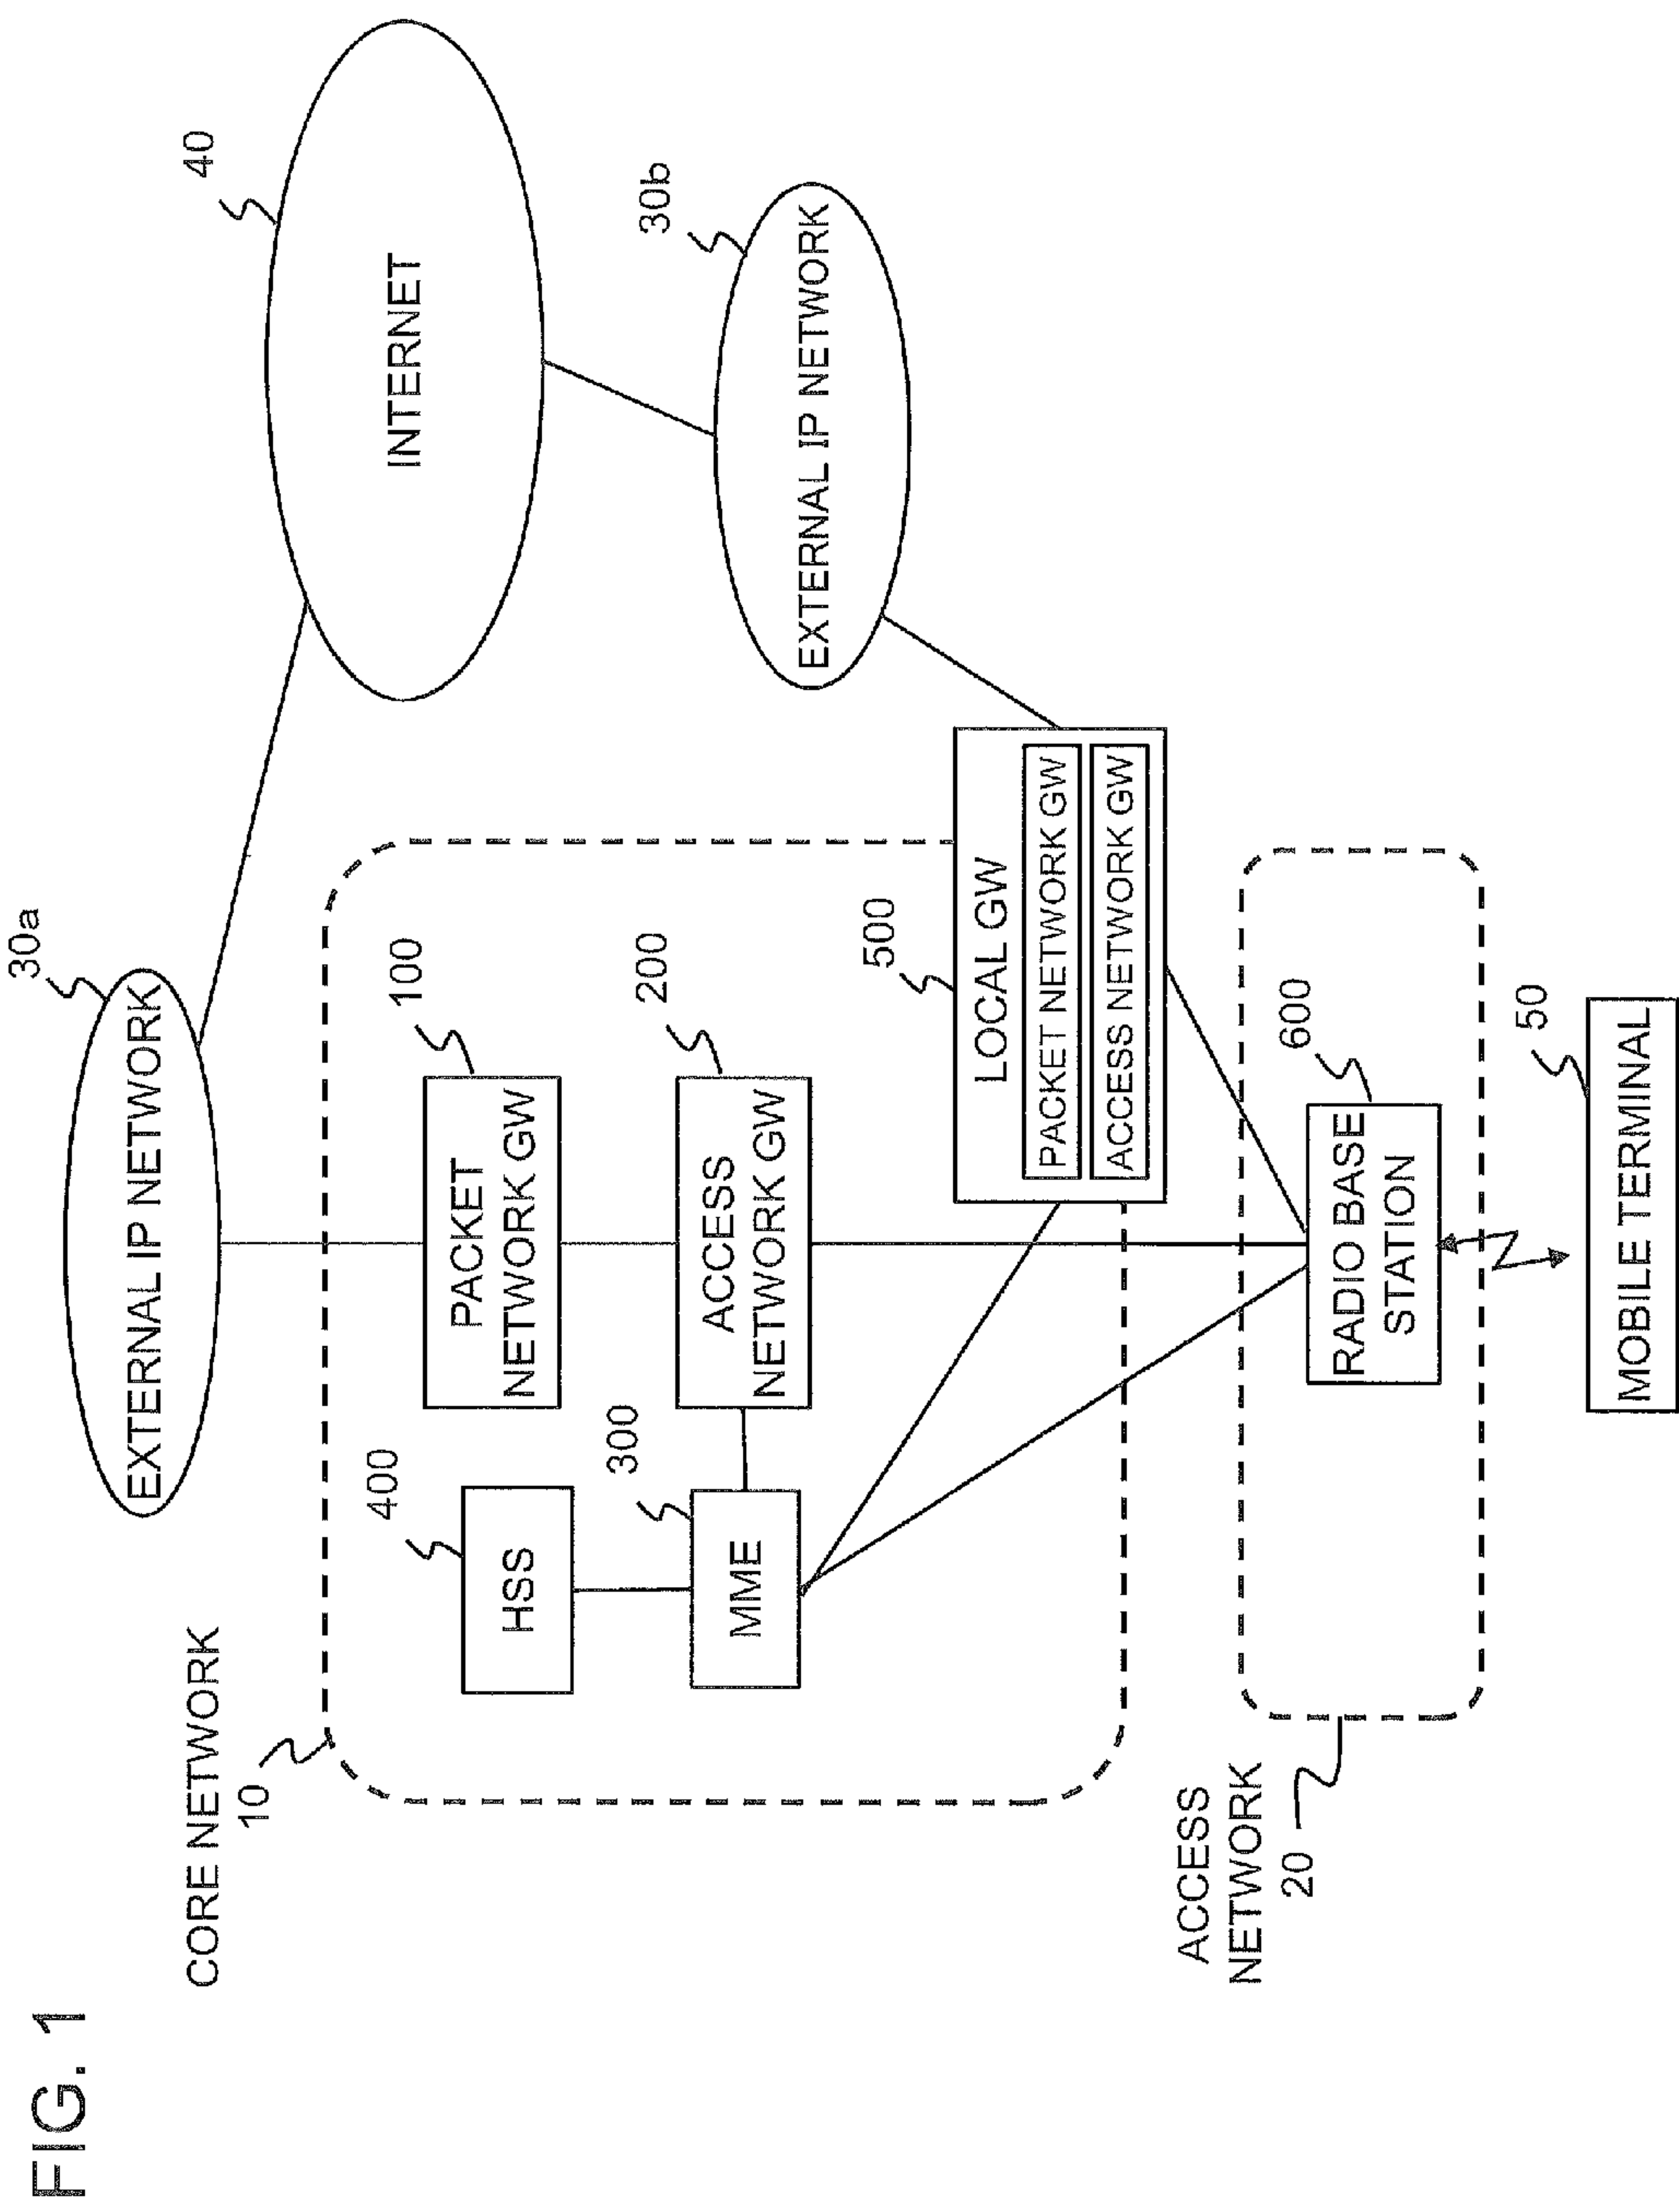 FIG. 1
30a
EXTERNAL IP NETWORK
40
INTERNET
CORE NETWORK
10
400
HSS
100
PACKET
NETWORK GW
30b
EXTERNAL IP NETWORK
300
MME
200
ACCESS
NETWORK GW
500
LOCAL GW
PACKET NETWORK GW
ACCESS NETWORK GW
ACCESS
NETWORK
20
600
RADIO BASE
STATION
50
MOBILE TERMINAL